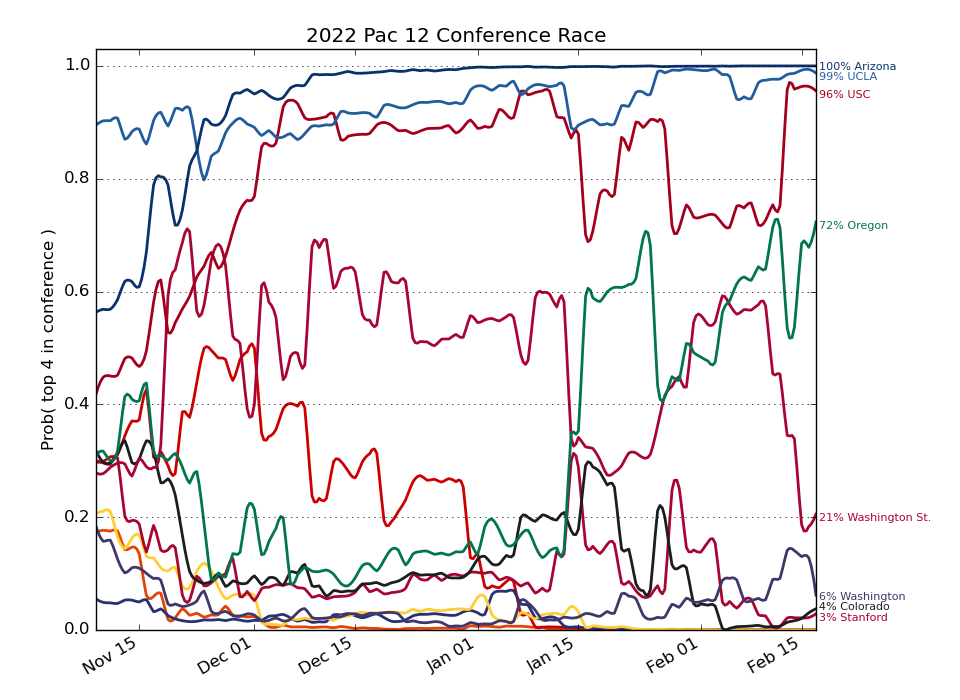 2022 Pac 12 Conference Race
Prob( top 4 in conference )
1.0
0.8
0.6
0.4
0.2
0.0
Nov 15
Dec 01
Dec 15
Jan 01
Jan 15
Feb 01
Feb 15
100% Arizona
99% UCLA
96% USC
72% Oregon
21% Washington St.
6% Washington
4% Colorado
3% Stanford